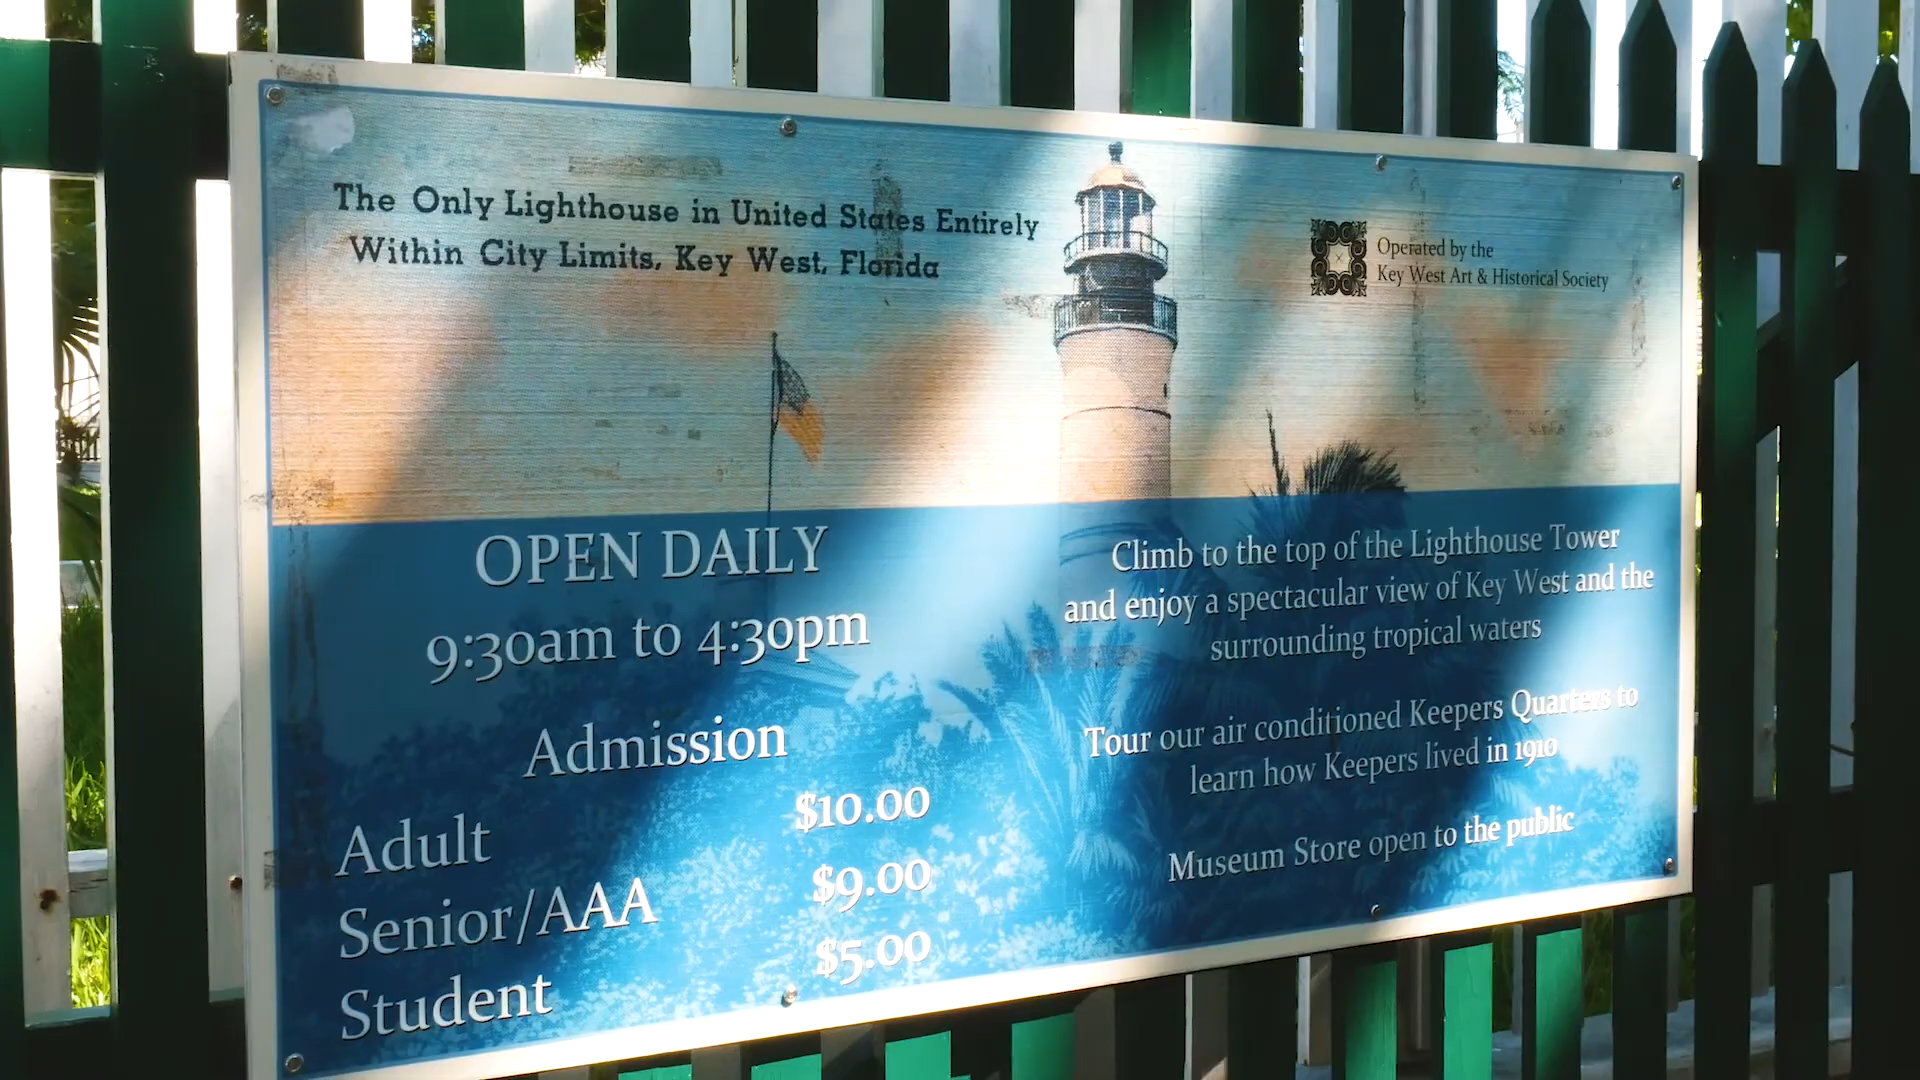 The Only Lighthouse in United States Entirely
Within City Limits, Key West, Florida
Operated by the
Key West Art & Historical Society
OPEN DAILY
9:30am to 4:30pm
Admission
Adult $10.00
Senior/AAA $9.00
Student $5.00
Climb to the top of the Lighthouse Tower
and enjoy a spectacular view of Key West and the
surrounding tropical waters
Tour our air conditioned Keepers Quarters to
learn how Keepers lived in 1910
Museum Store open to the public